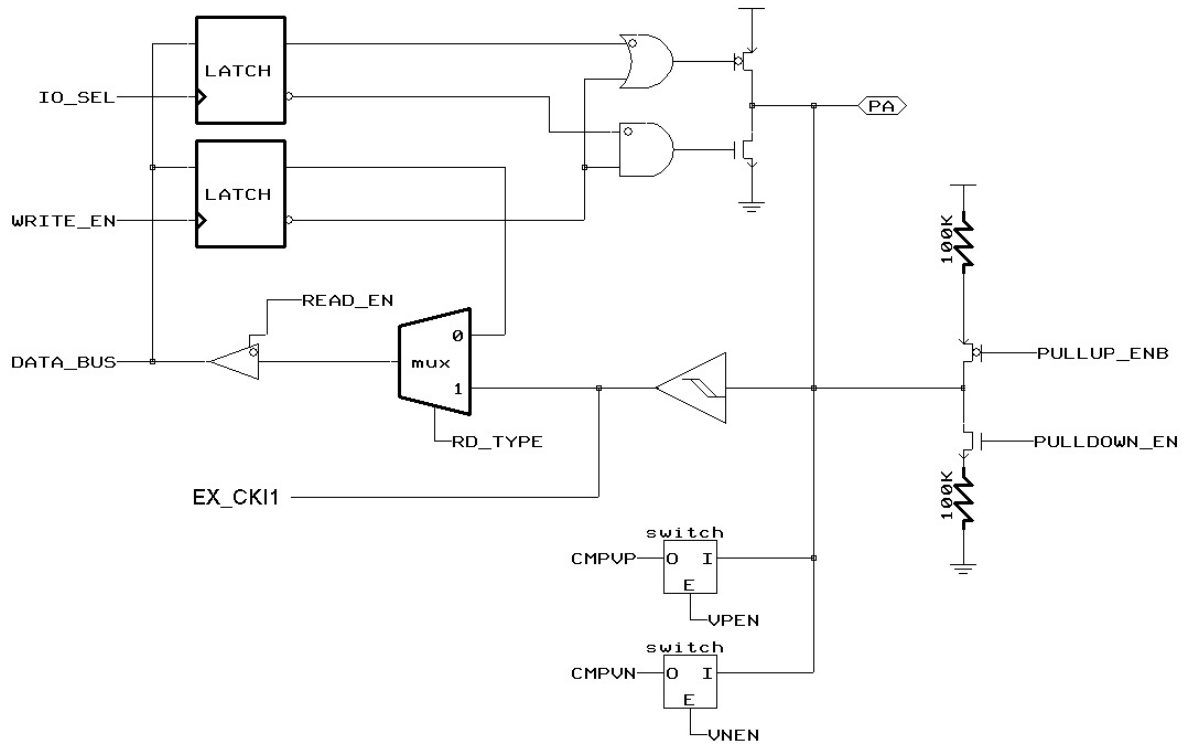 LATCH
IO_SEL
PA
LATCH
WRITE_EN
100K
READ_EN
0
DATA_BUS
mux
PULLUP_ENB
1
RD_TYPE
PULLDOWN_EN
EX_CKI1
100K
switch
CMPVP
O I
E
VPEN
switch
CMPVN
O I
E
VNEN